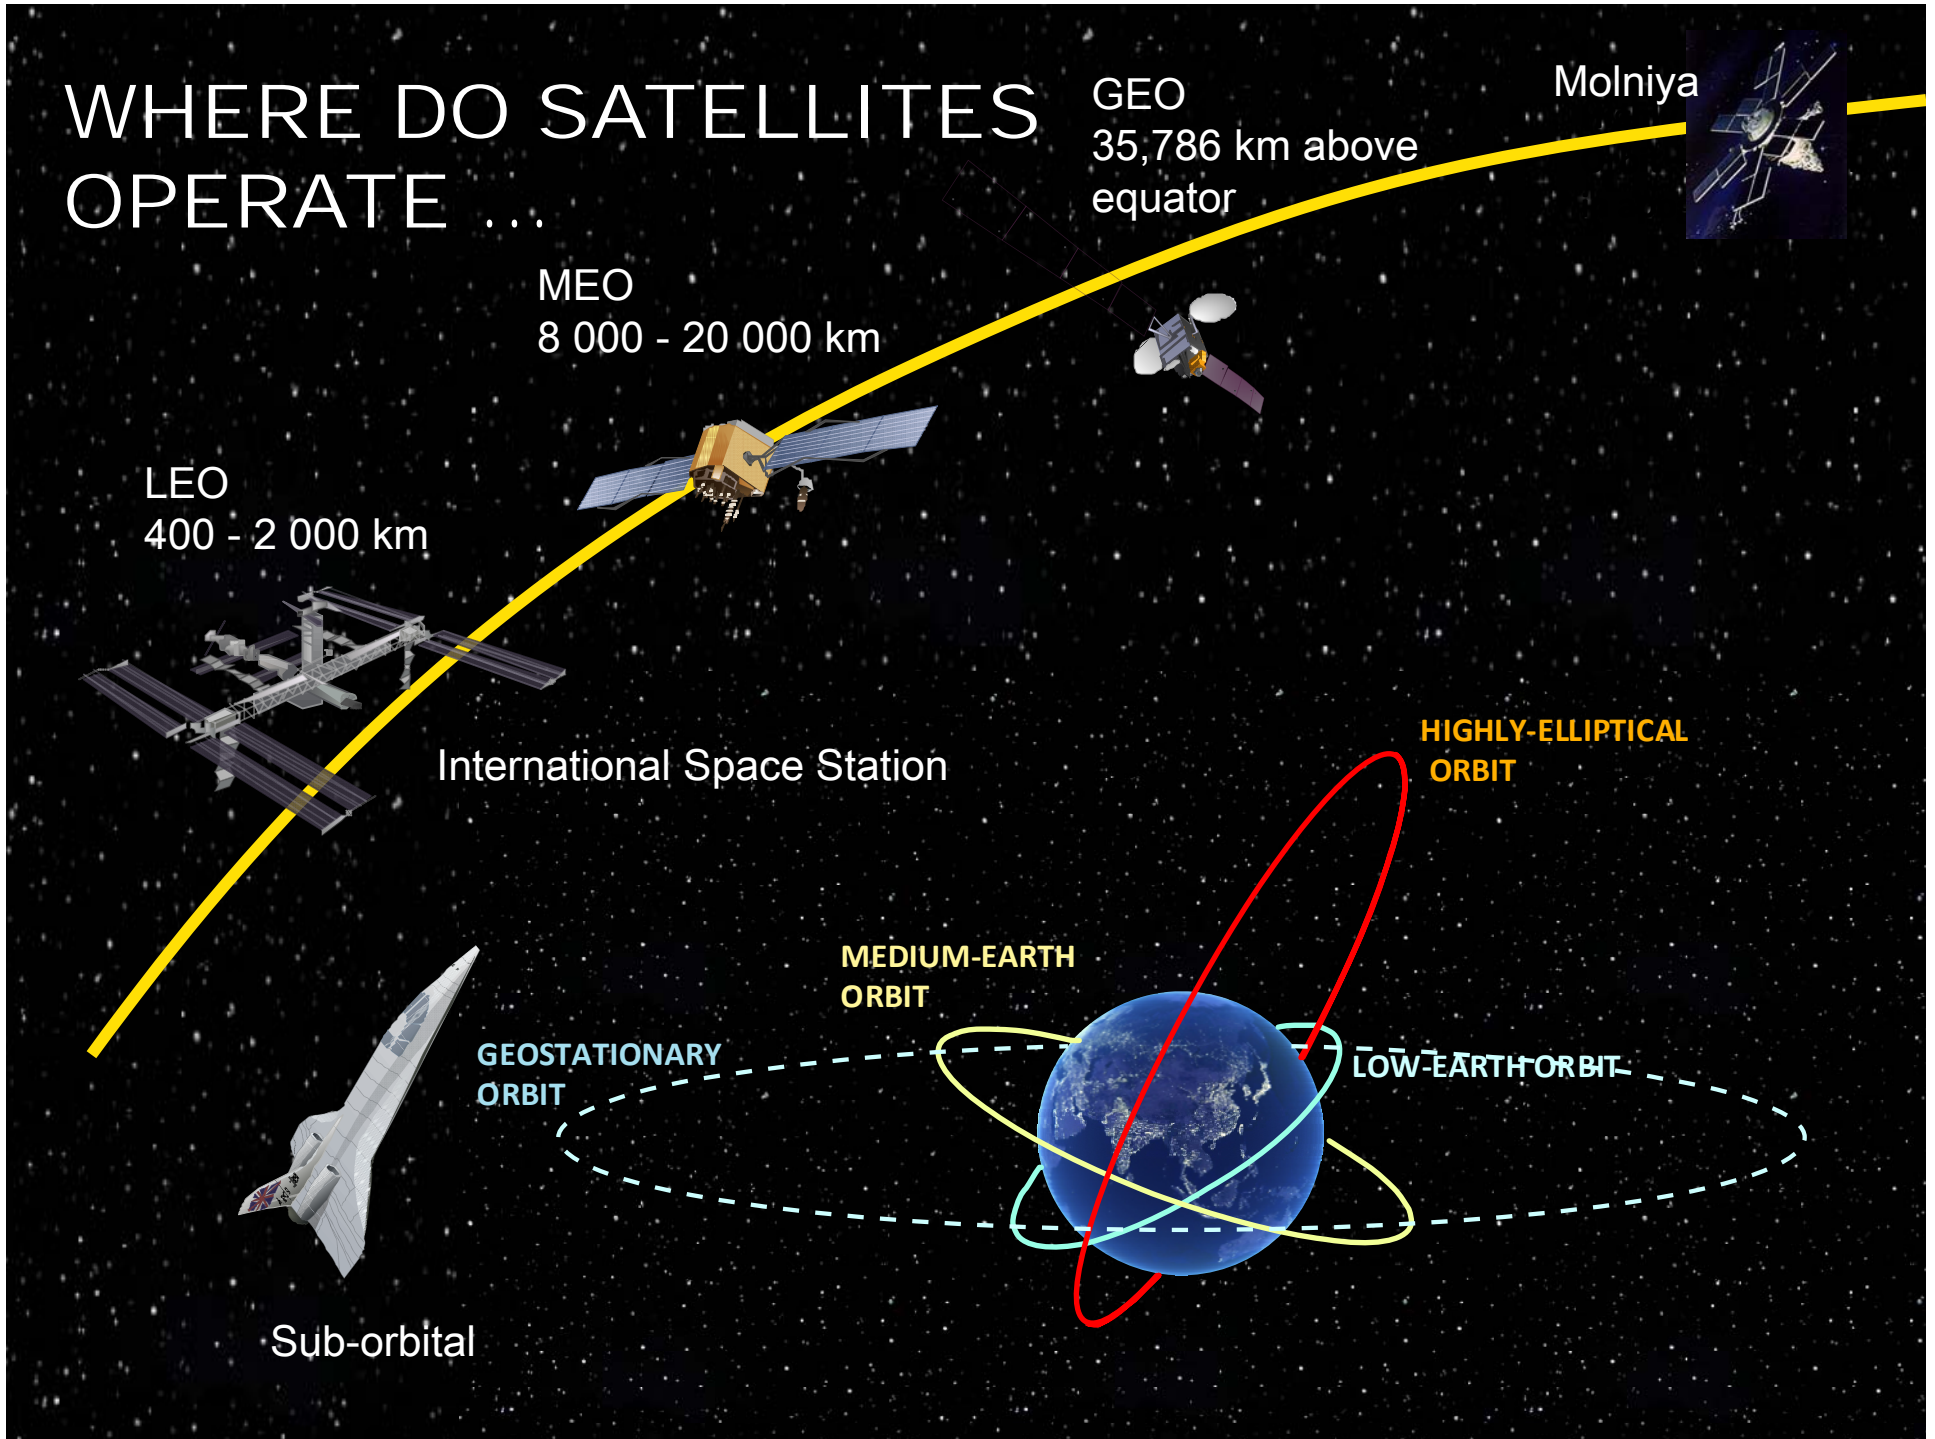 WHERE DO SATELLITES
OPERATE ...
GEO
35,786 km above
equator
Molniya
MEO
8 000 - 20 000 km
LEO
400 - 2 000 km
International Space Station
HIGHLY-ELLIPTICAL
ORBIT
MEDIUM-EARTH
ORBIT
GEOSTATIONARY
ORBIT
LOW-EARTH ORBIT
Sub-orbital